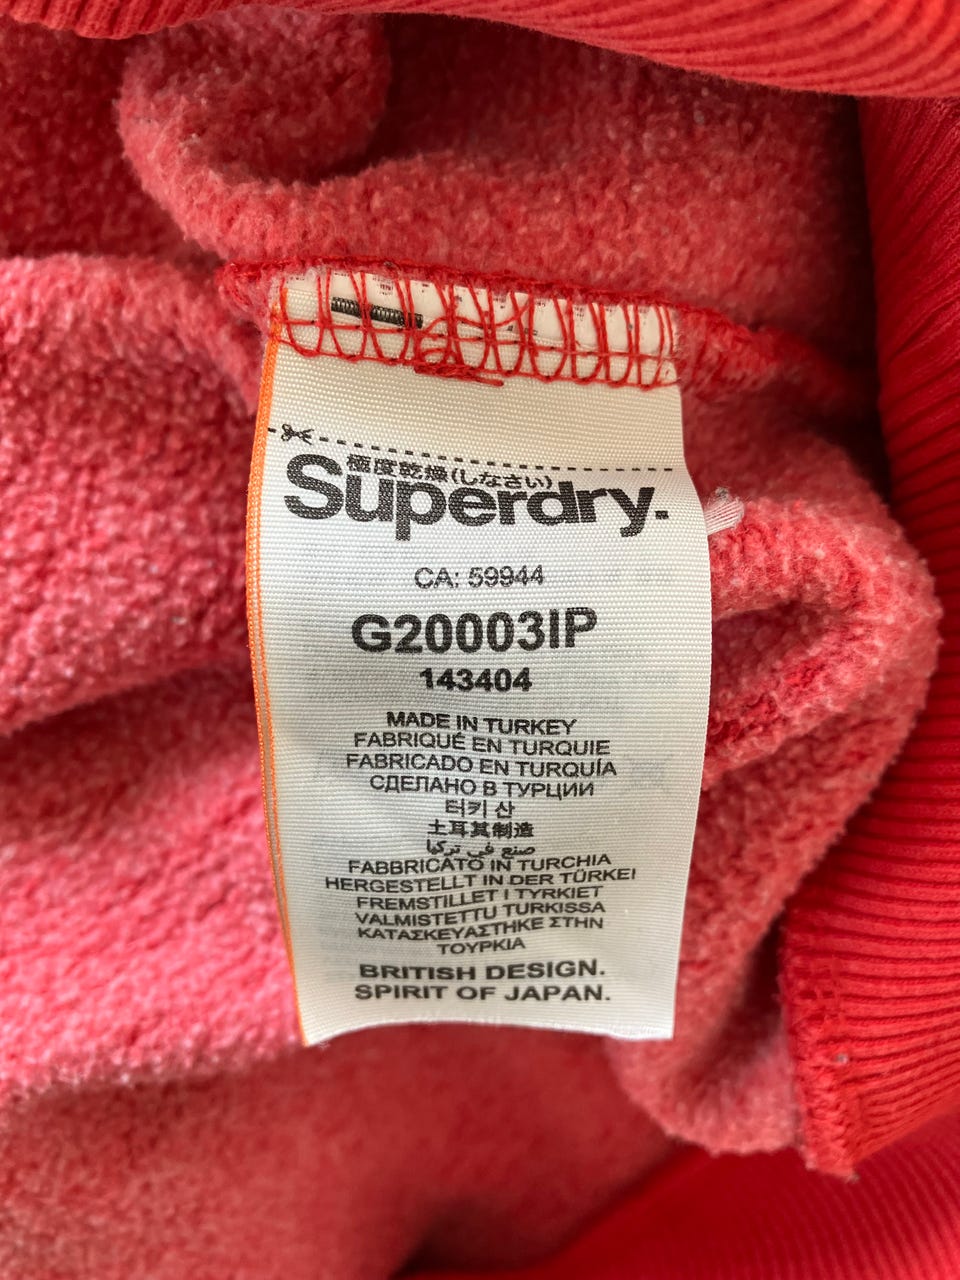 極度乾燥(しなさい)
Superdry.
CA: 59944
G20003IP
143404
MADE IN TURKEY
FABRIQUÉ EN TURQUIE
FABRICADO EN TURQUÍA
СДЕЛАНО В ТУРЦИИ
터키 산
土耳其制造
صنع في تركيا
FABBRICATO IN TURCHIA
HERGESTELLT IN DER TÜRKEI
FREMSTILLET I TYRKIET
VALMISTETTU TURKISSA
ΚΑΤΑΣΚΕΥΑΣΤΗΚΕ ΣΤΗΝ
ΤΟΥΡΚΙΑ
BRITISH DESIGN.
SPIRIT OF JAPAN.